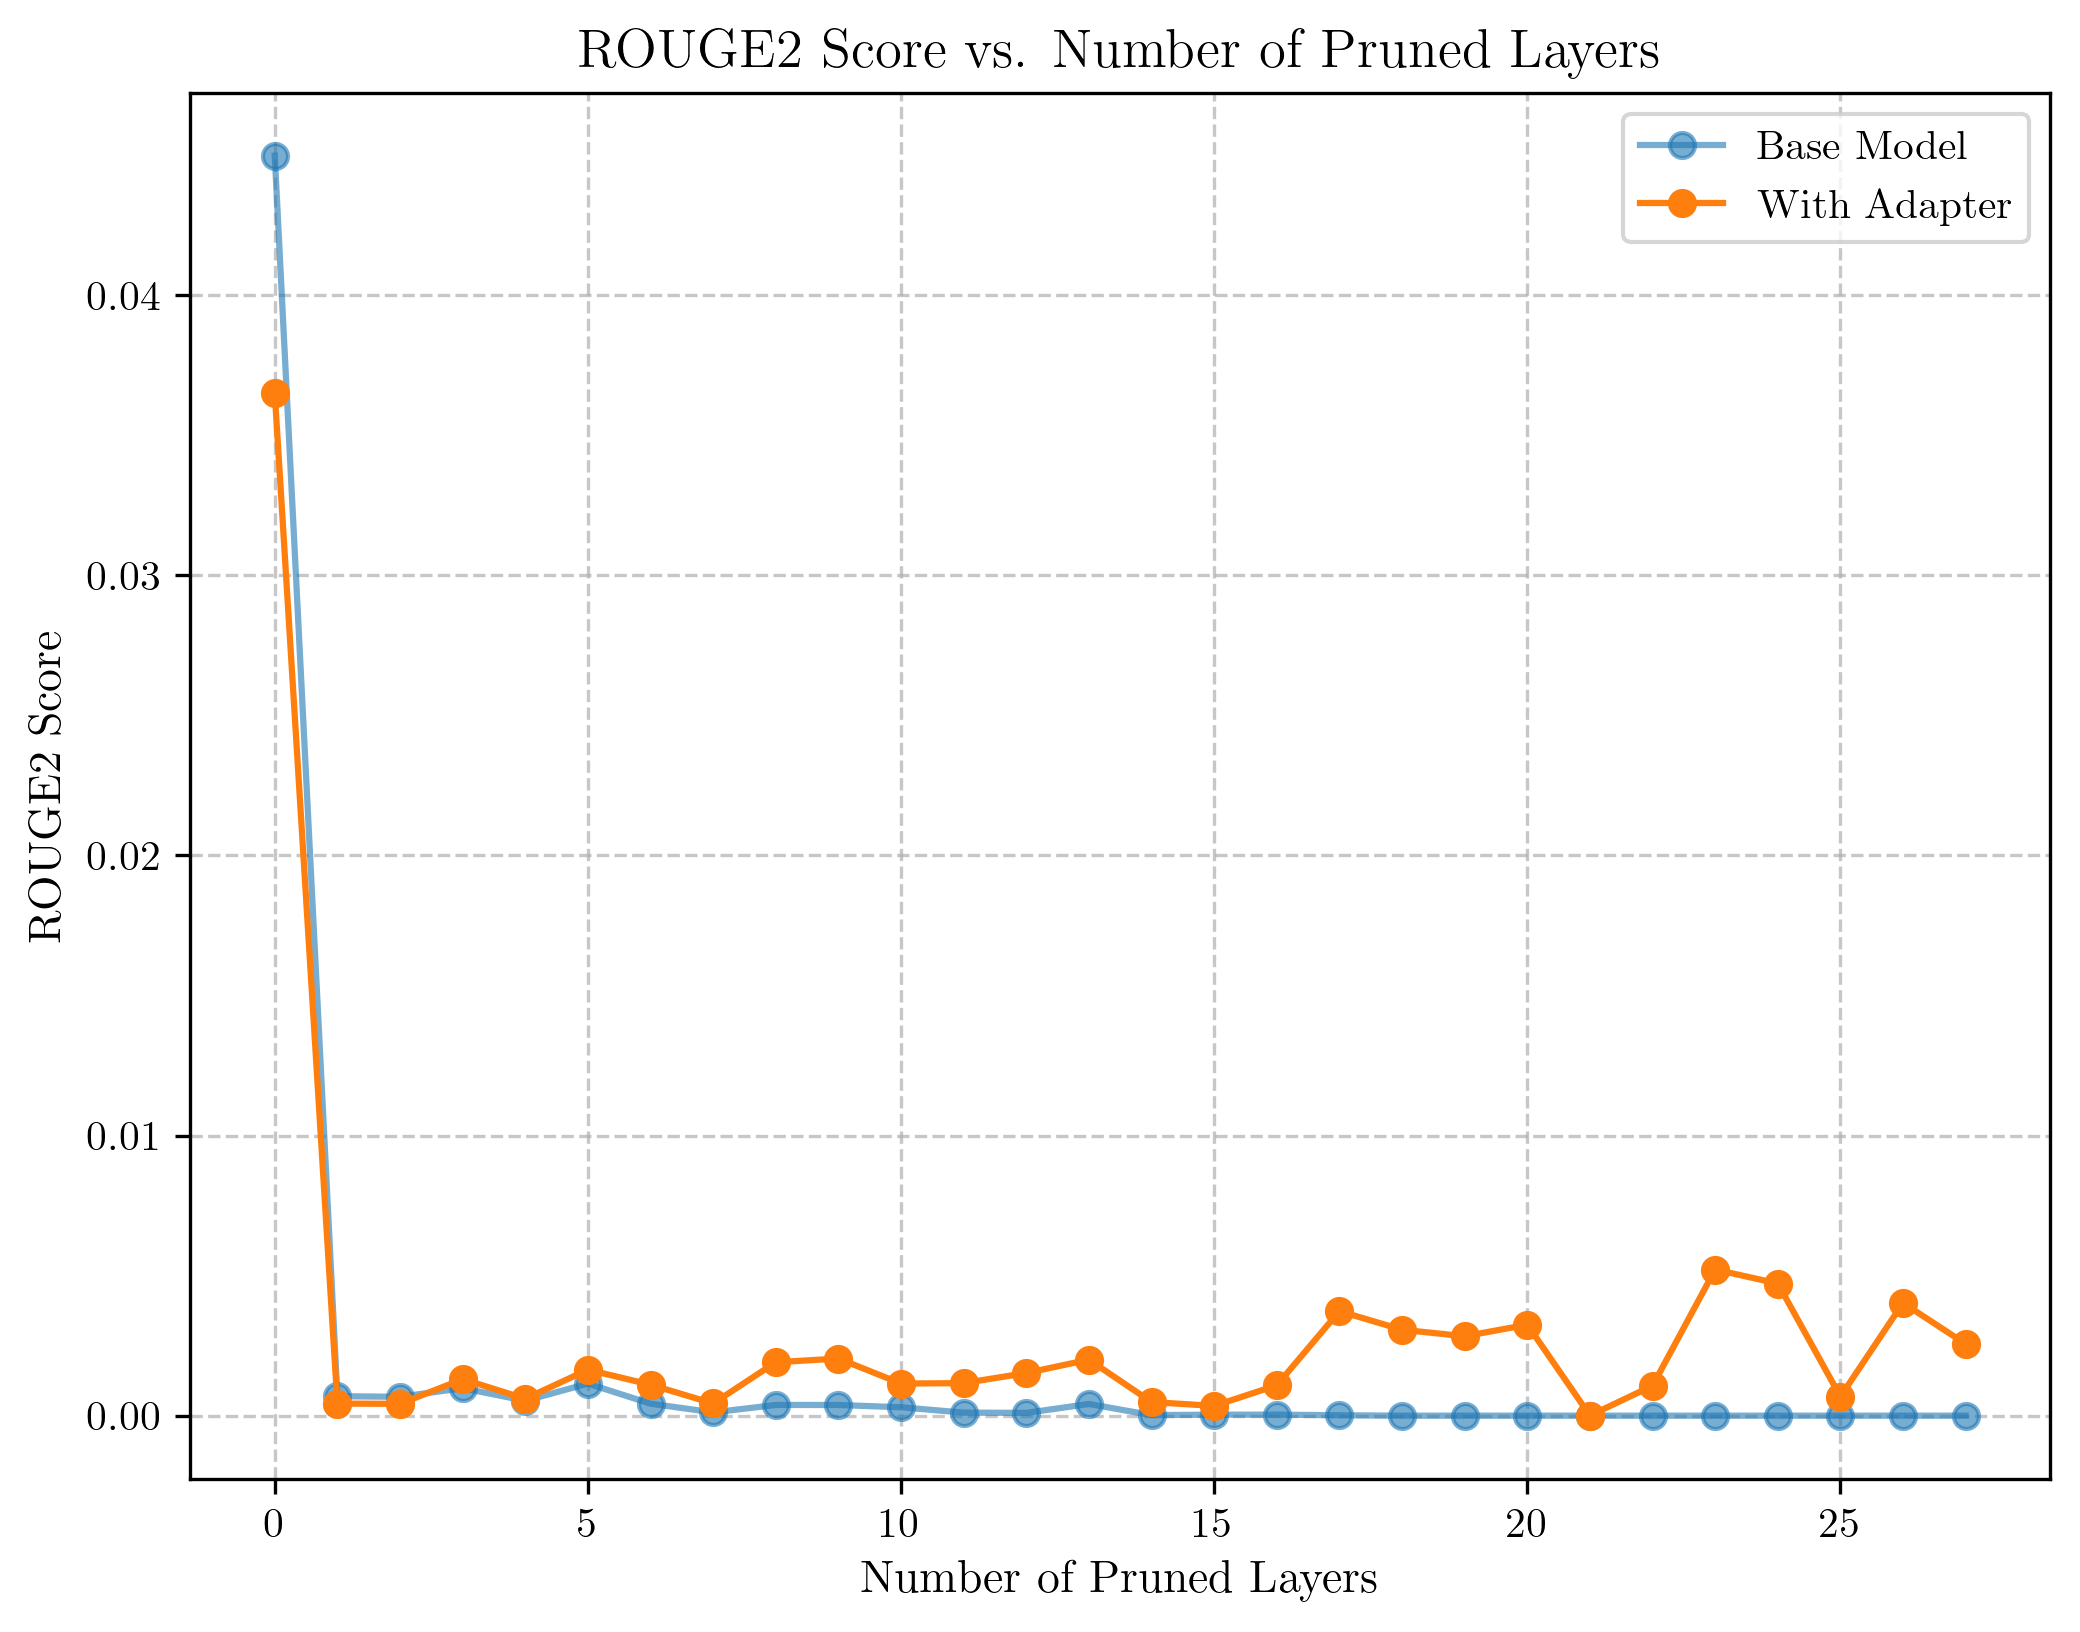 ROUGE2 Score vs. Number of Pruned Layers
Base Model
With Adapter
ROUGE2 Score
0.04
0.03
0.02
0.01
0.00
0 5 10 15 20 25
Number of Pruned Layers